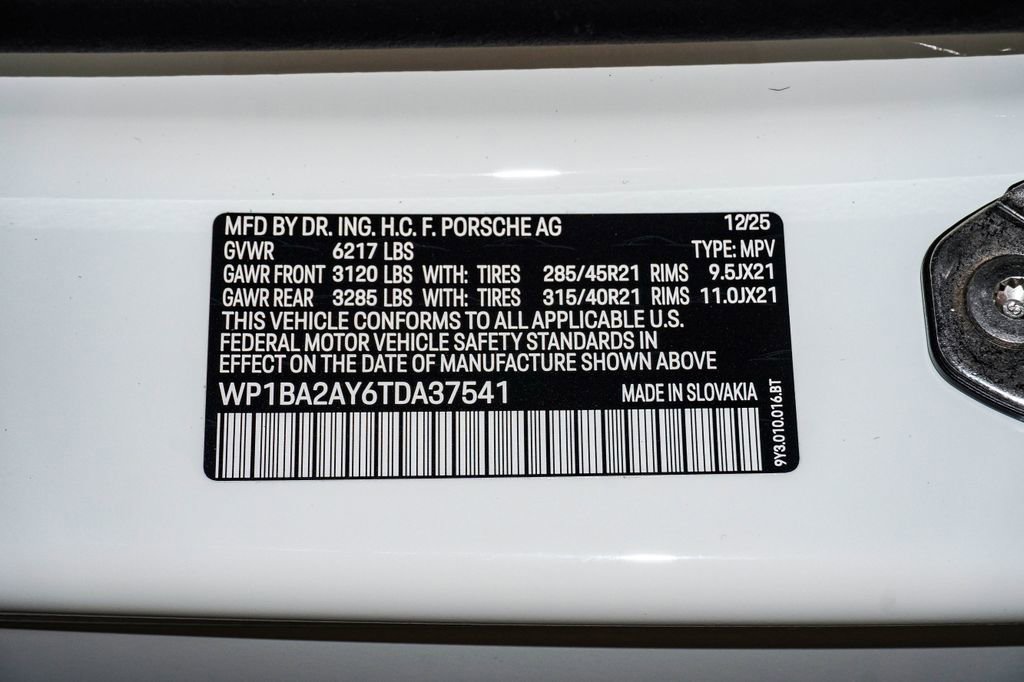 MFD BY DR. ING. H.C. F. PORSCHE AG 12/25
GVWR 6217 LBS TYPE: MPV
GAWR FRONT 3120 LBS WITH: TIRES 285/45R21 RIMS 9.5JX21
GAWR REAR 3285 LBS WITH: TIRES 315/40R21 RIMS 11.0JX21
THIS VEHICLE CONFORMS TO ALL APPLICABLE U.S.
FEDERAL MOTOR VEHICLE SAFETY STANDARDS IN
EFFECT ON THE DATE OF MANUFACTURE SHOWN ABOVE
WP1BA2AY6TDA37541 MADE IN SLOVAKIA
9Y3.010.016.BT